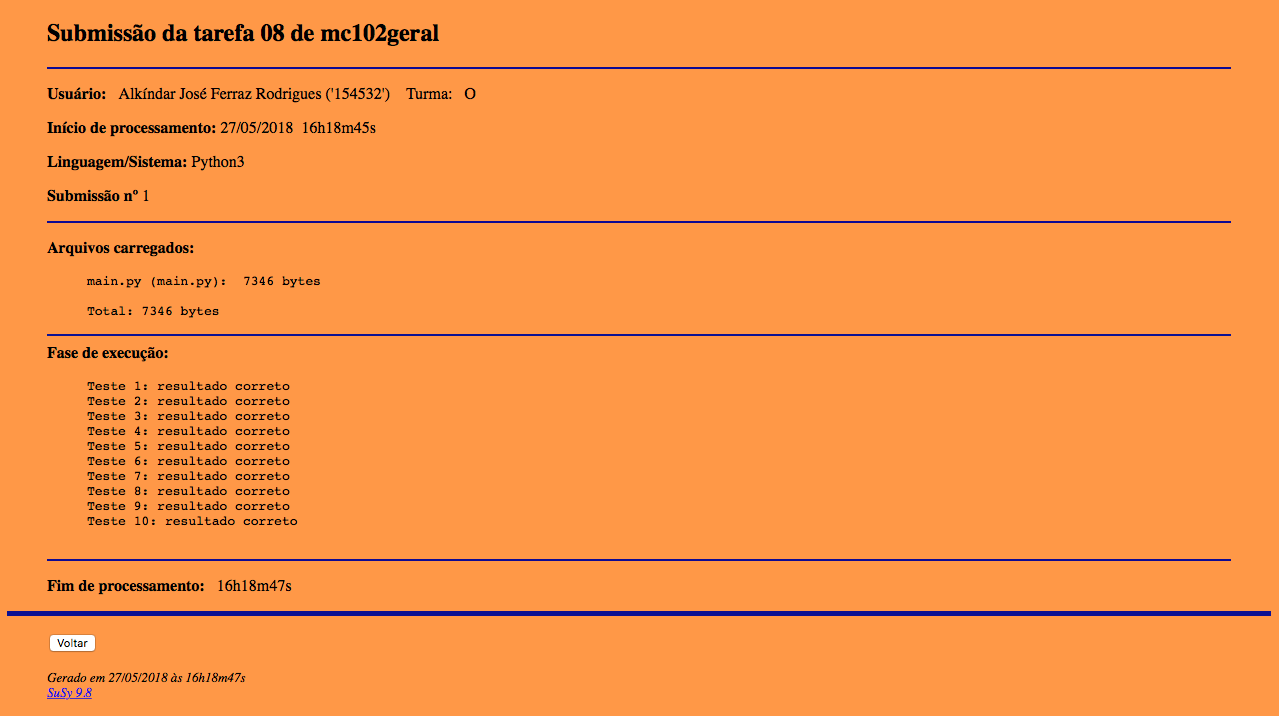 Submissão da tarefa 08 de mc102geral
Usuário: Alkíndar José Ferraz Rodrigues ('154532') Turma: O
Início de processamento: 27/05/2018 16h18m45s
Linguagem/Sistema: Python3
Submissão nº 1
Arquivos carregados:
main.py (main.py): 7346 bytes
Total: 7346 bytes
Fase de execução:
Teste 1: resultado correto
Teste 2: resultado correto
Teste 3: resultado correto
Teste 4: resultado correto
Teste 5: resultado correto
Teste 6: resultado correto
Teste 7: resultado correto
Teste 8: resultado correto
Teste 9: resultado correto
Teste 10: resultado correto
Fim de processamento: 16h18m47s
Voltar
Gerado em 27/05/2018 às 16h18m47s
SuSy 9.8